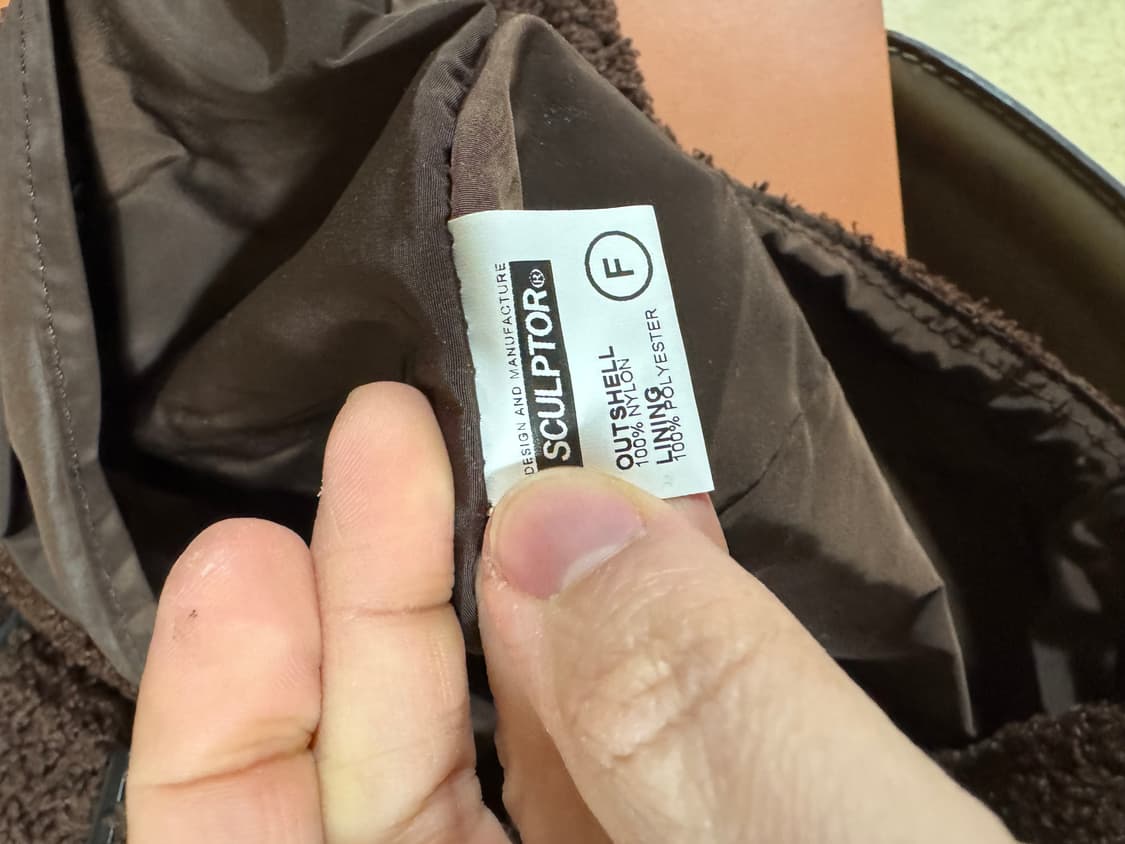 DESIGN AND MANUFACTURE
SCULPTOR®
F
OUTSHELL
100% NYLON
LINING
100% POLYESTER